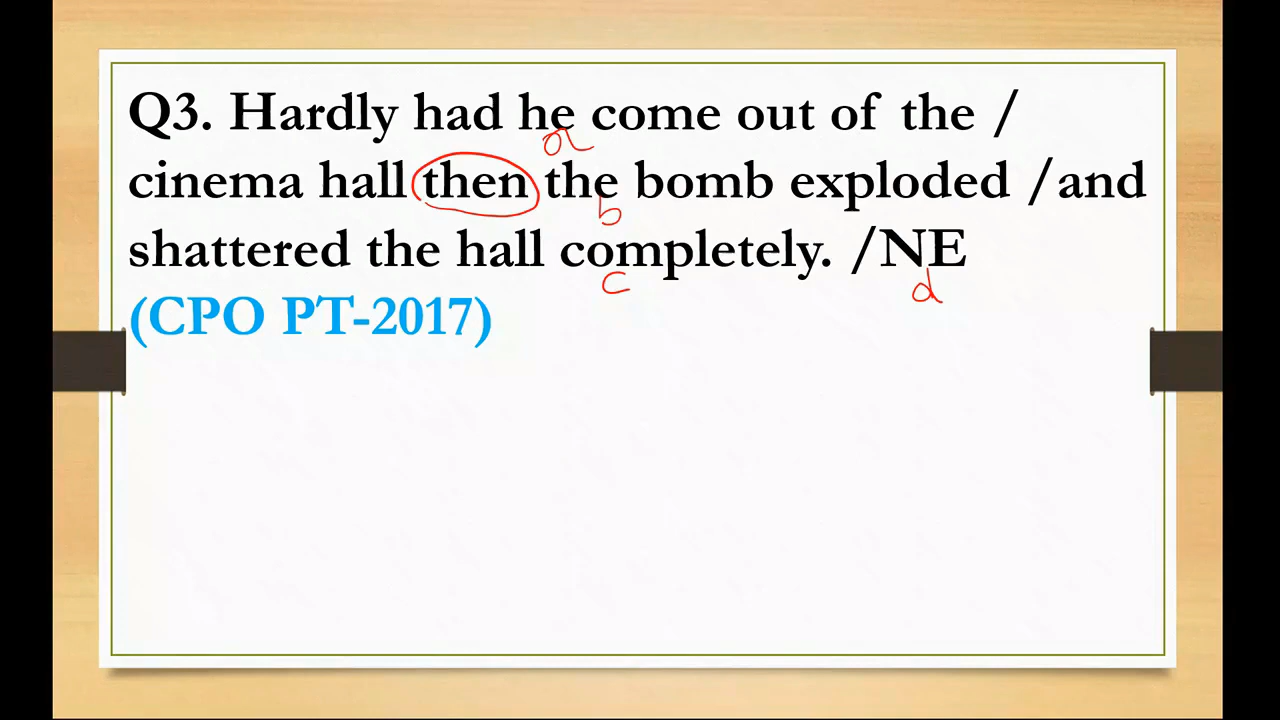 Q3. Hardly had he come out of the /
a
cinema hall then the bomb exploded /and
b
shattered the hall completely. /NE
c d
(CPO PT-2017)